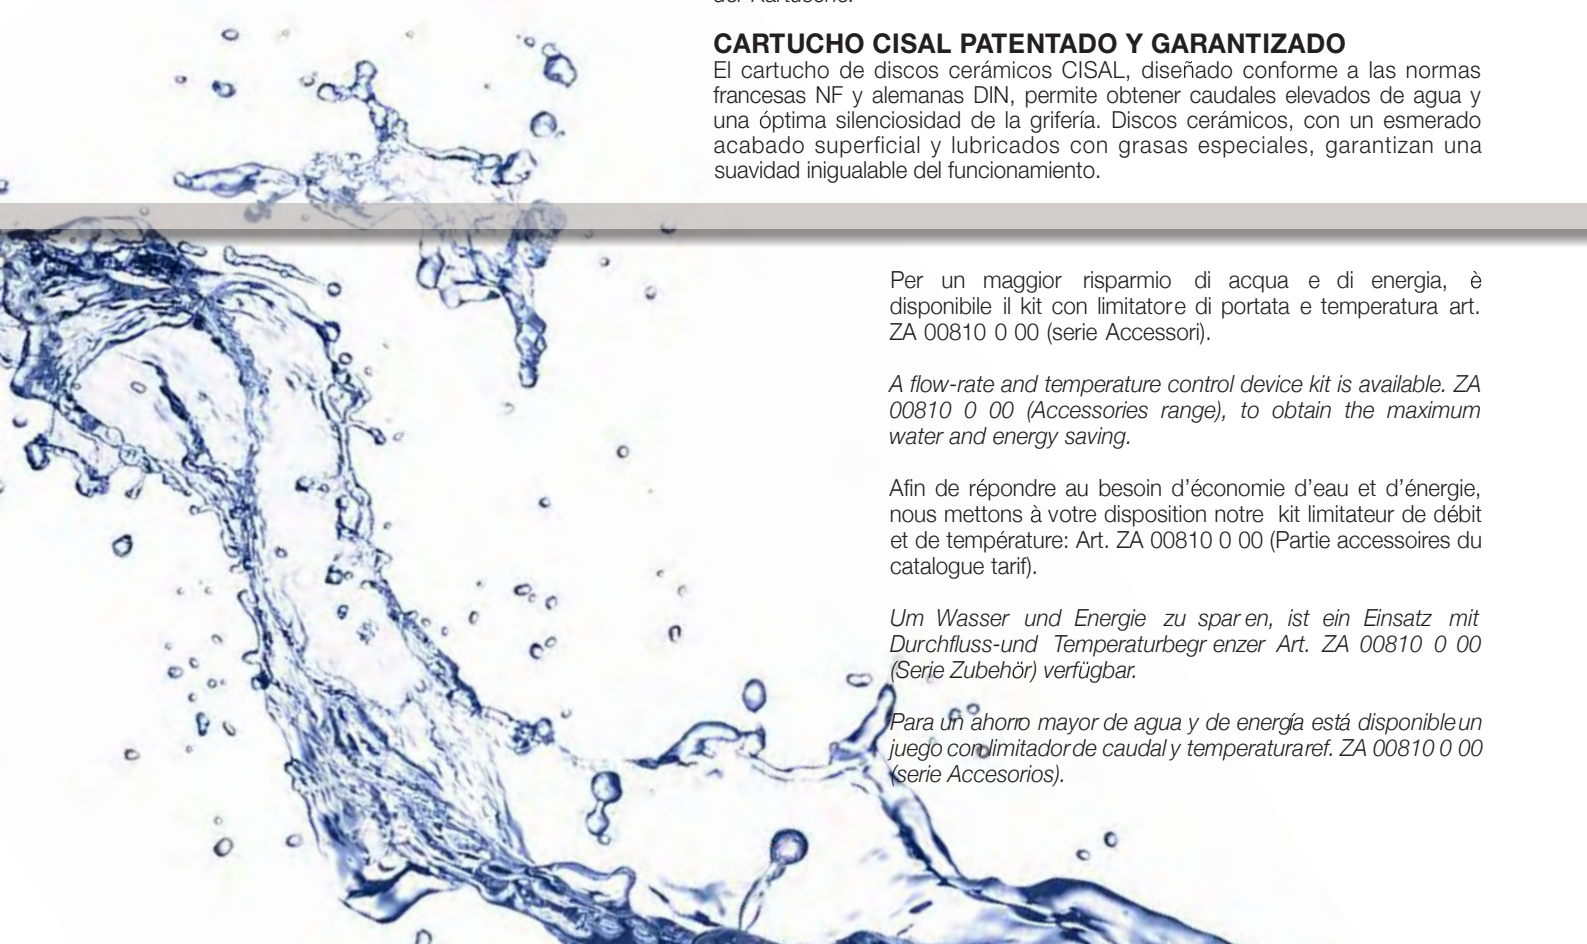 der Kartusche.
CARTUCHO CISAL PATENTADO Y GARANTIZADO
El cartucho de discos cerámicos CISAL, diseñado conforme a las normas
francesas NF y alemanas DIN, permite obtener caudales elevados de agua y
una óptima silenciosidad de la grifería. Discos cerámicos, con un esmerado
acabado superficial y lubricados con grasas especiales, garantizan una
suavidad inigualable del funcionamiento.
Per un maggior risparmio di acqua e di energia, è
disponibile il kit con limitatore di portata e temperatura art.
ZA 00810 0 00 (serie Accessori).
A flow-rate and temperature control device kit is available. ZA
00810 0 00 (Accessories range), to obtain the maximum
water and energy saving.
Afin de répondre au besoin d'économie d'eau et d'énergie,
nous mettons à votre disposition notre kit limitateur de débit
et de température: Art. ZA 00810 0 00 (Partie accessoires du
catalogue tarif).
Um Wasser und Energie zu sparen, ist ein Einsatz mit
Durchfluss-und Temperaturbegrenzer Art. ZA 00810 0 00
(Serie Zubehör) verfügbar.
Para un ahorro mayor de agua y de energía está disponible un
juego con limitador de caudal y temperatura ref. ZA 00810 0 00
(serie Accesorios).